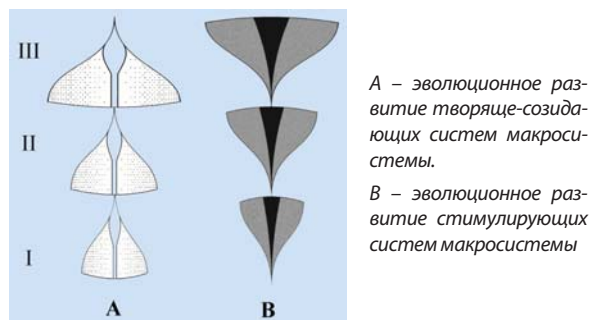 III
II
I
A
B
A – эволюционное раз-
витие творяще-созида-
ющих систем макроси-
стемы.
B – эволюционное раз-
витие стимулирующих
систем макросистемы